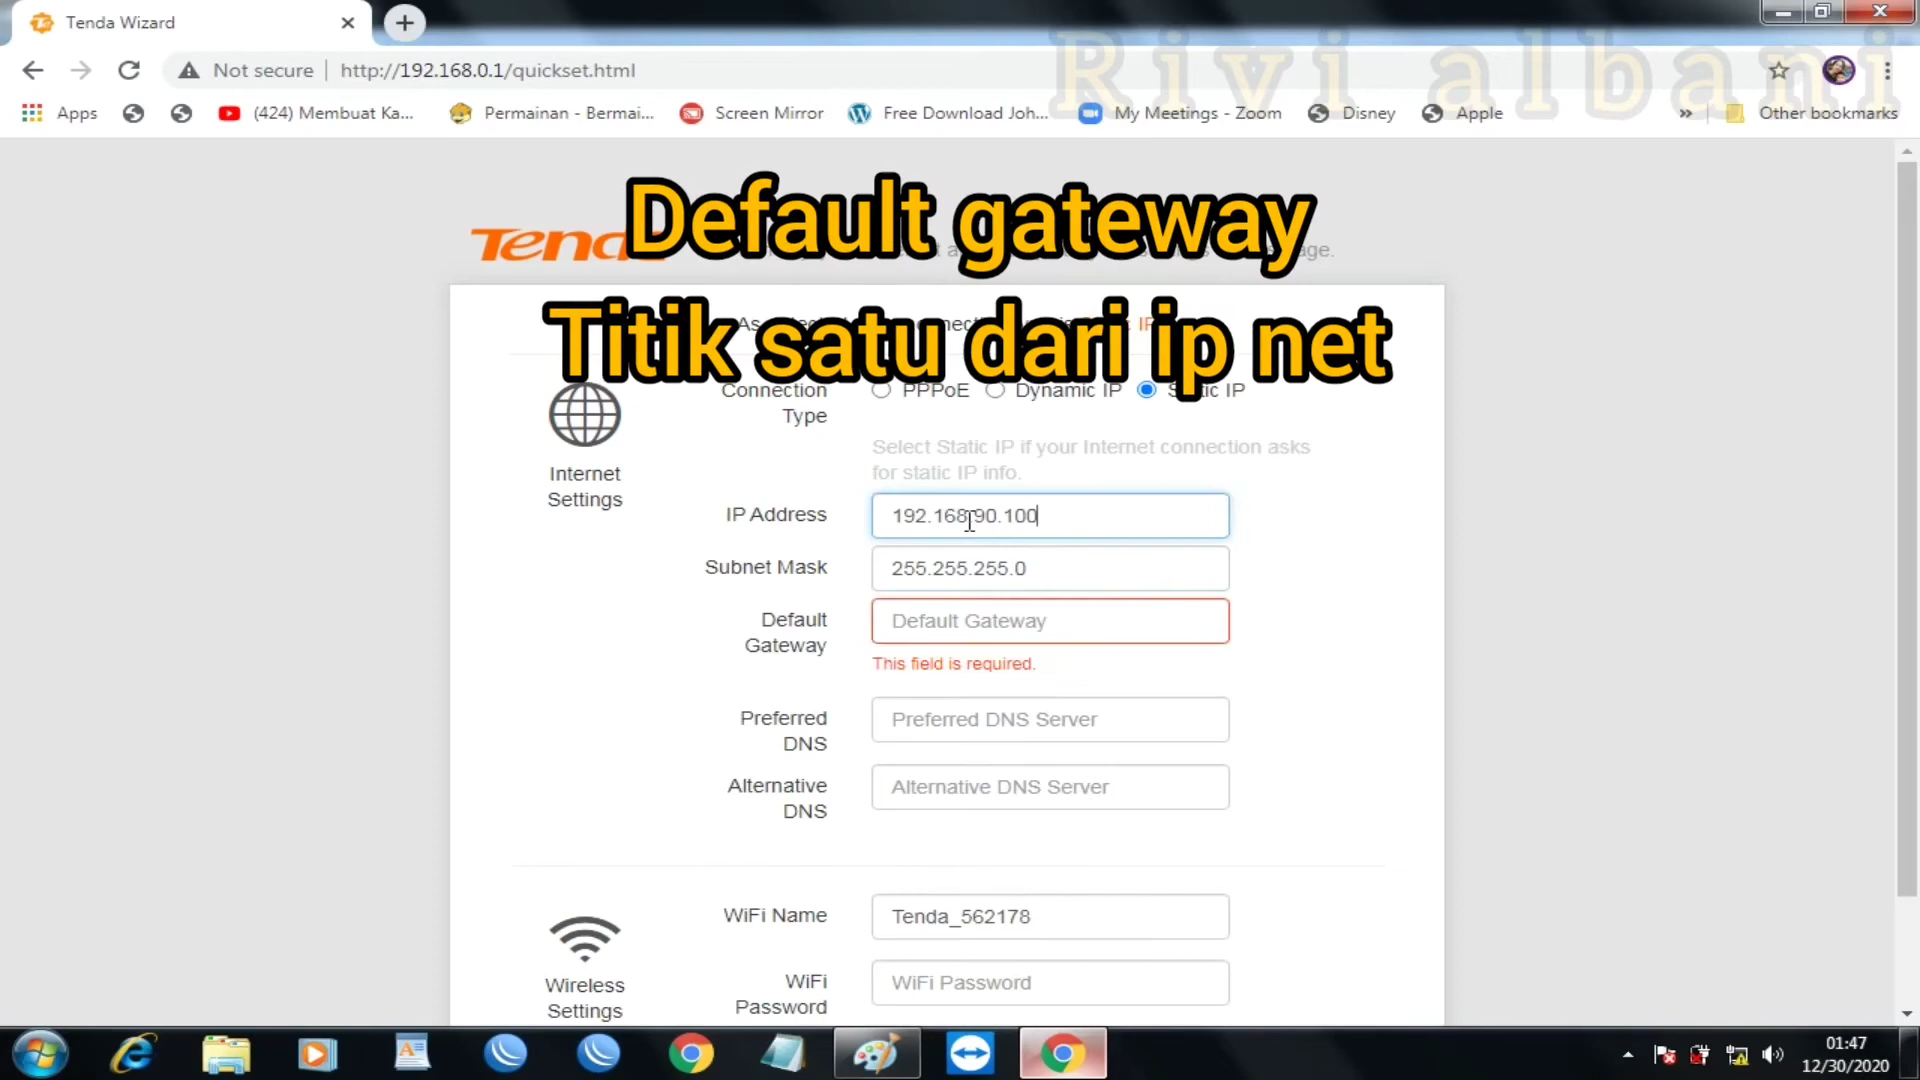 Tenda Wizard
Rivi albani
Not secure
http://192.168.0.1/quickset.html
Apps
(424) Membuat Ka...
Permainan - Bermai...
Screen Mirror
Free Download Joh...
My Meetings - Zoom
Disney
Apple
»
Other bookmarks
Default gateway
Titik satu dari ip net
Connection Type
PPPoE
Dynamic IP
Static IP
Select Static IP if your Internet connection asks
for static IP info.
Internet
Settings
IP Address
192.168.90.100
Subnet Mask
255.255.255.0
Default
Gateway
Default Gateway
This field is required.
Preferred
DNS
Preferred DNS Server
Alternative
DNS
Alternative DNS Server
WiFi Name
Tenda_562178
Wireless
Settings
WiFi
Password
WiFi Password
01:47
12/30/2020